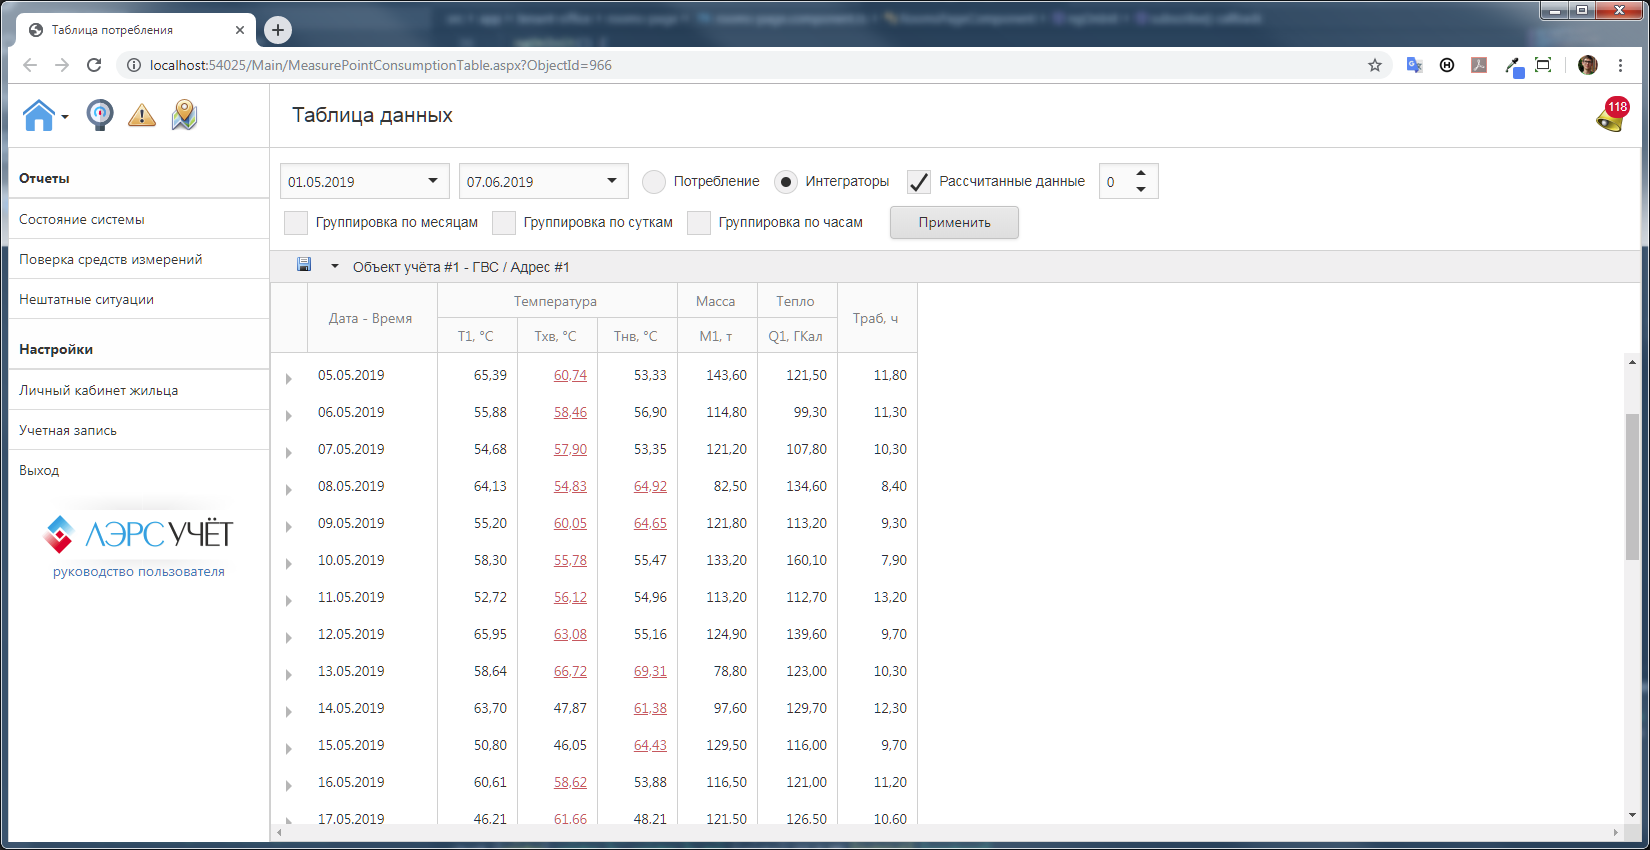 Таблица потребления
localhost:54025/Main/MeasurePointConsumptionTable.aspx?ObjectId=966
Таблица данных
118
Отчеты
Состояние системы
Поверка средств измерений
Нештатные ситуации
Настройки
Личный кабинет жильца
Учетная запись
Выход
ЛЭРС УЧЁТ
руководство пользователя
01.05.2019 07.06.2019 Потребление Интеграторы Рассчитанные данные 0
Группировка по месяцам Группировка по суткам Группировка по часам Применить
Объект учёта #1 - ГВС / Адрес #1
Дата - Время Температура Масса Тепло Траб, ч
T1, °C Тхв, °C Тнв, °C М1, т Q1, ГКал
05.05.2019 65,39 60,74 53,33 143,60 121,50 11,80
06.05.2019 55,88 58,46 56,90 114,80 99,30 11,30
07.05.2019 54,68 57,90 53,35 121,20 107,80 10,30
08.05.2019 64,13 54,83 64,92 82,50 134,60 8,40
09.05.2019 55,20 60,05 64,65 121,80 113,20 9,30
10.05.2019 58,30 55,78 55,47 133,20 160,10 7,90
11.05.2019 52,72 56,12 54,96 113,20 112,70 13,20
12.05.2019 65,95 63,08 55,16 124,90 139,60 9,70
13.05.2019 58,64 66,72 69,31 78,80 123,00 10,30
14.05.2019 63,70 47,87 61,38 97,60 129,70 12,30
15.05.2019 50,80 46,05 64,43 129,50 116,00 9,70
16.05.2019 60,61 58,62 53,88 116,50 121,00 11,20
17.05.2019 46,21 61,66 48,21 121,50 126,50 10,60